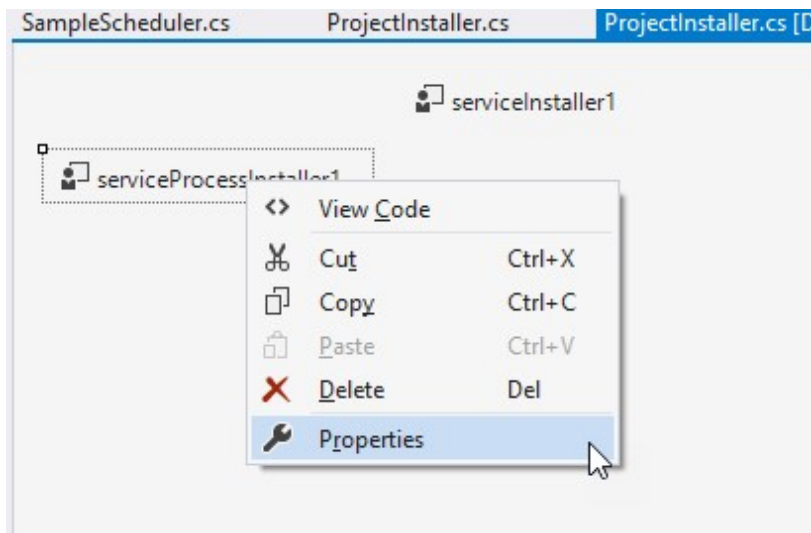 SampleScheduler.cs ProjectInstaller.cs ProjectInstaller.cs [D
serviceInstaller1
serviceProcessInstaller1
View Code
Cut Ctrl+X
Copy Ctrl+C
Paste Ctrl+V
Delete Del
Properties